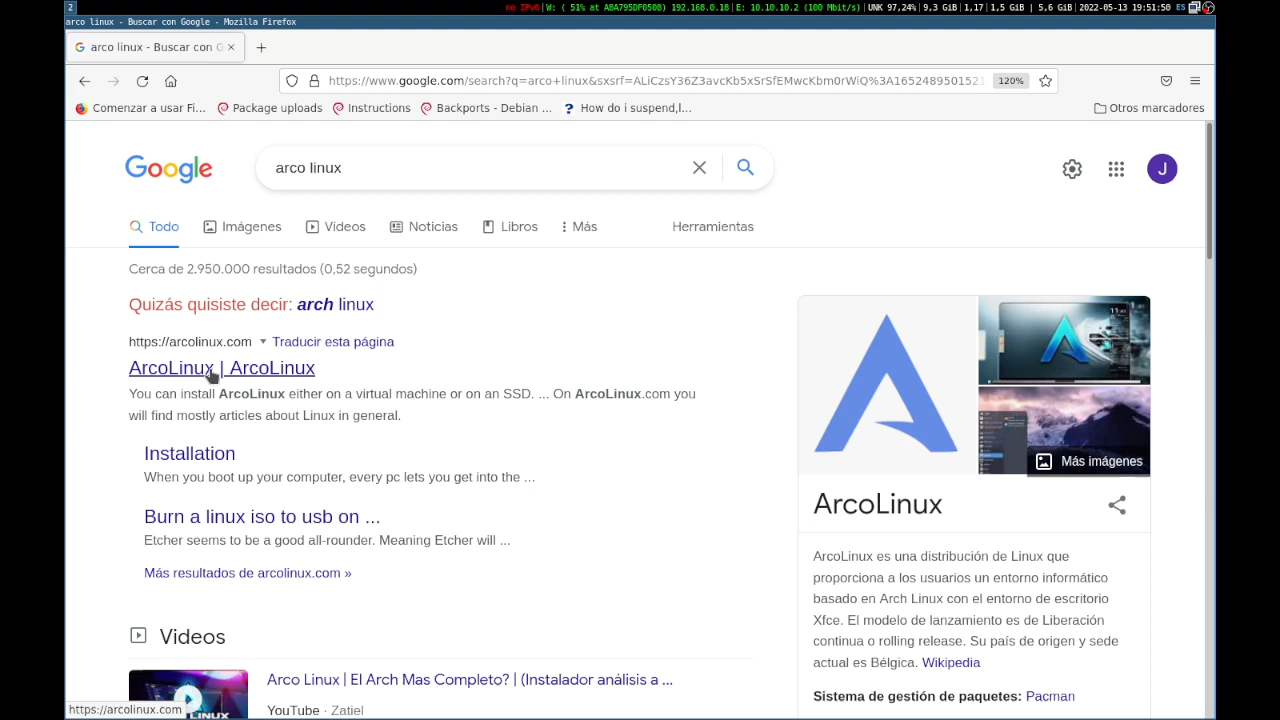 2
no IPv6|W: ( 51% at A8A795DF0508) 192.168.0.18|E: 10.10.10.2 (100 Mbit/s)|UNK 97,24%|9,3 GiB|1,17|1,5 GiB | 5,6 GiB|2022-05-13 19:51:50 ES
arco linux - Buscar con Google - Mozilla Firefox
arco linux - Buscar con G
https://www.google.com/search?q=arco+linux&sxsrf=ALiCzsY36Z3avcKb5xSrSfEMwcKbm0rWiQ%3A1652489501521
120%
Comenzar a usar Fi... Package uploads Instructions Backports - Debian ... How do i suspend,l... Otros marcadores
Google
arco linux
J
Todo Imágenes Vídeos Noticias Libros Más Herramientas
Cerca de 2.950.000 resultados (0,52 segundos)
Quizás quisiste decir: arch linux
https://arcolinux.com Traducir esta página
ArcoLinux | ArcoLinux
You can install ArcoLinux either on a virtual machine or on an SSD. ... On ArcoLinux.com you
will find mostly articles about Linux in general.
Installation
When you boot up your computer, every pc lets you get into the ...
Burn a linux iso to usb on ...
Etcher seems to be a good all-rounder. Meaning Etcher will ...
Más resultados de arcolinux.com »
Videos
Arco Linux | El Arch Mas Completo? | (Instalador análisis a ...
YouTube · Zatiel
https://arcolinux.com
Más imágenes
ArcoLinux
ArcoLinux es una distribución de Linux que
proporciona a los usuarios un entorno informático
basado en Arch Linux con el entorno de escritorio
Xfce. El modelo de lanzamiento es de Liberación
continua o rolling release. Su país de origen y sede
actual es Bélgica. Wikipedia
Sistema de gestión de paquetes: Pacman